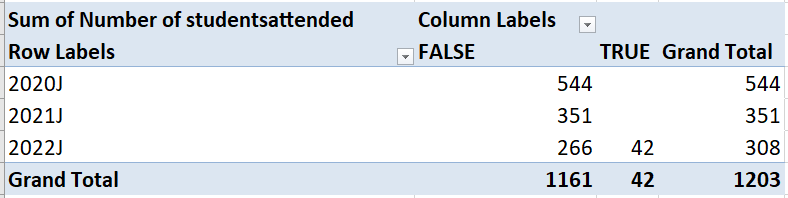 Sum of Number of studentsattended Column Labels
Row Labels FALSE TRUE Grand Total
2020J 544 544
2021J 351 351
2022J 266 42 308
Grand Total 1161 42 1203